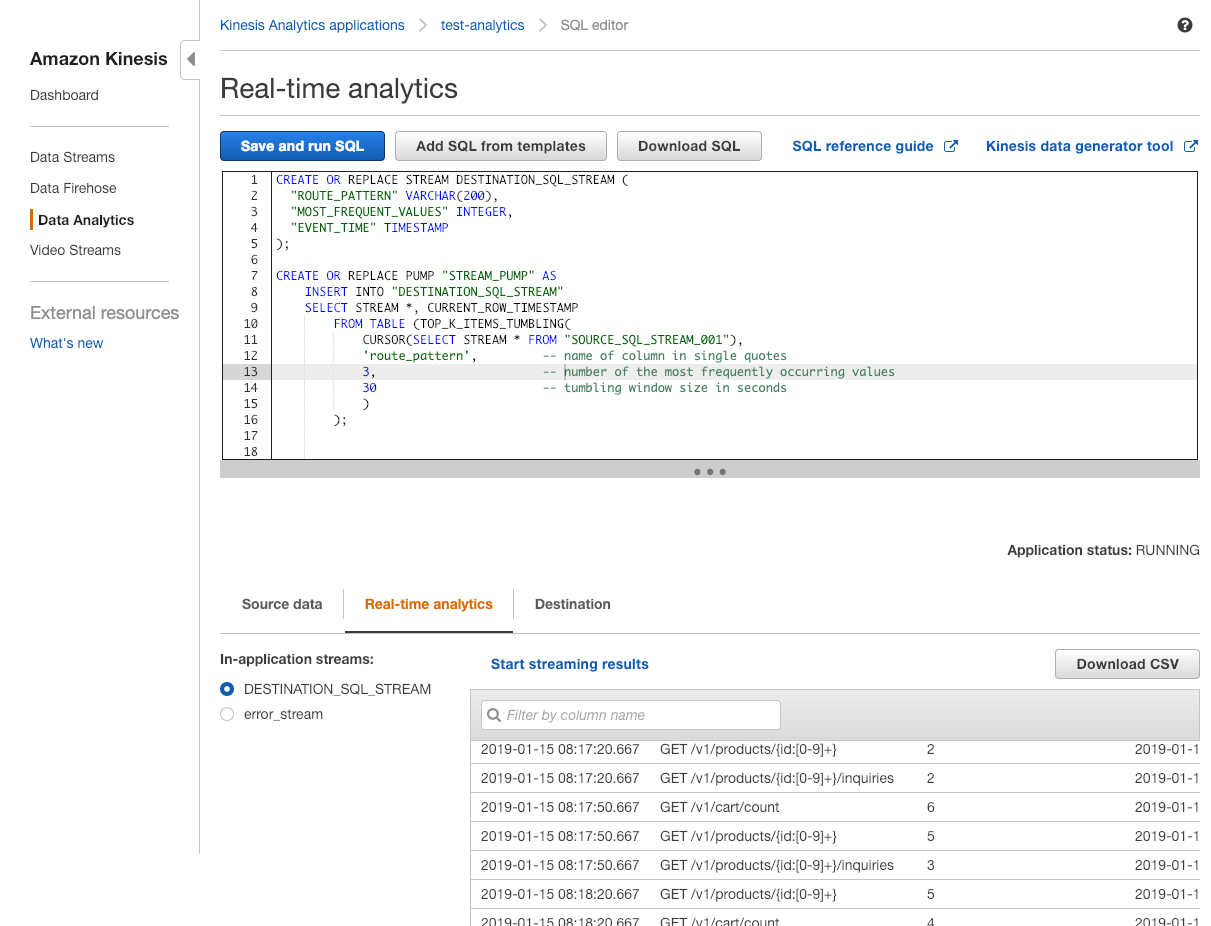 Kinesis Analytics applications > test-analytics > SQL editor
Amazon Kinesis
Dashboard
Data Streams
Data Firehose
Data Analytics
Video Streams
External resources
What's new
Real-time analytics
Save and run SQL Add SQL from templates Download SQL SQL reference guide Kinesis data generator tool
1 CREATE OR REPLACE STREAM DESTINATION_SQL_STREAM (
2 "ROUTE_PATTERN" VARCHAR(200),
3 "MOST_FREQUENT_VALUES" INTEGER,
4 "EVENT_TIME" TIMESTAMP
5 );
6
7 CREATE OR REPLACE PUMP "STREAM_PUMP" AS
8 INSERT INTO "DESTINATION_SQL_STREAM"
9 SELECT STREAM *, CURRENT_ROW_TIMESTAMP
10 FROM TABLE (TOP_K_ITEMS_TUMBLING(
11 CURSOR(SELECT STREAM * FROM "SOURCE_SQL_STREAM_001"),
12 'route_pattern', -- name of column in single quotes
13 3, -- number of the most frequently occurring values
14 30 -- tumbling window size in seconds
15 )
16 );
17
18
Application status: RUNNING
Source data Real-time analytics Destination
In-application streams:
DESTINATION_SQL_STREAM
error_stream
Start streaming results Download CSV
Filter by column name
2019-01-15 08:17:20.667 GET /v1/products/{id:[0-9]+} 2 2019-01-1
2019-01-15 08:17:20.667 GET /v1/products/{id:[0-9]+}/inquiries 2 2019-01-1
2019-01-15 08:17:50.667 GET /v1/cart/count 6 2019-01-1
2019-01-15 08:17:50.667 GET /v1/products/{id:[0-9]+} 5 2019-01-1
2019-01-15 08:17:50.667 GET /v1/products/{id:[0-9]+}/inquiries 3 2019-01-1
2019-01-15 08:18:20.667 GET /v1/products/{id:[0-9]+} 5 2019-01-1
2019-01-15 08:18:20.667 GET /v1/cart/count 4 2019-01-1